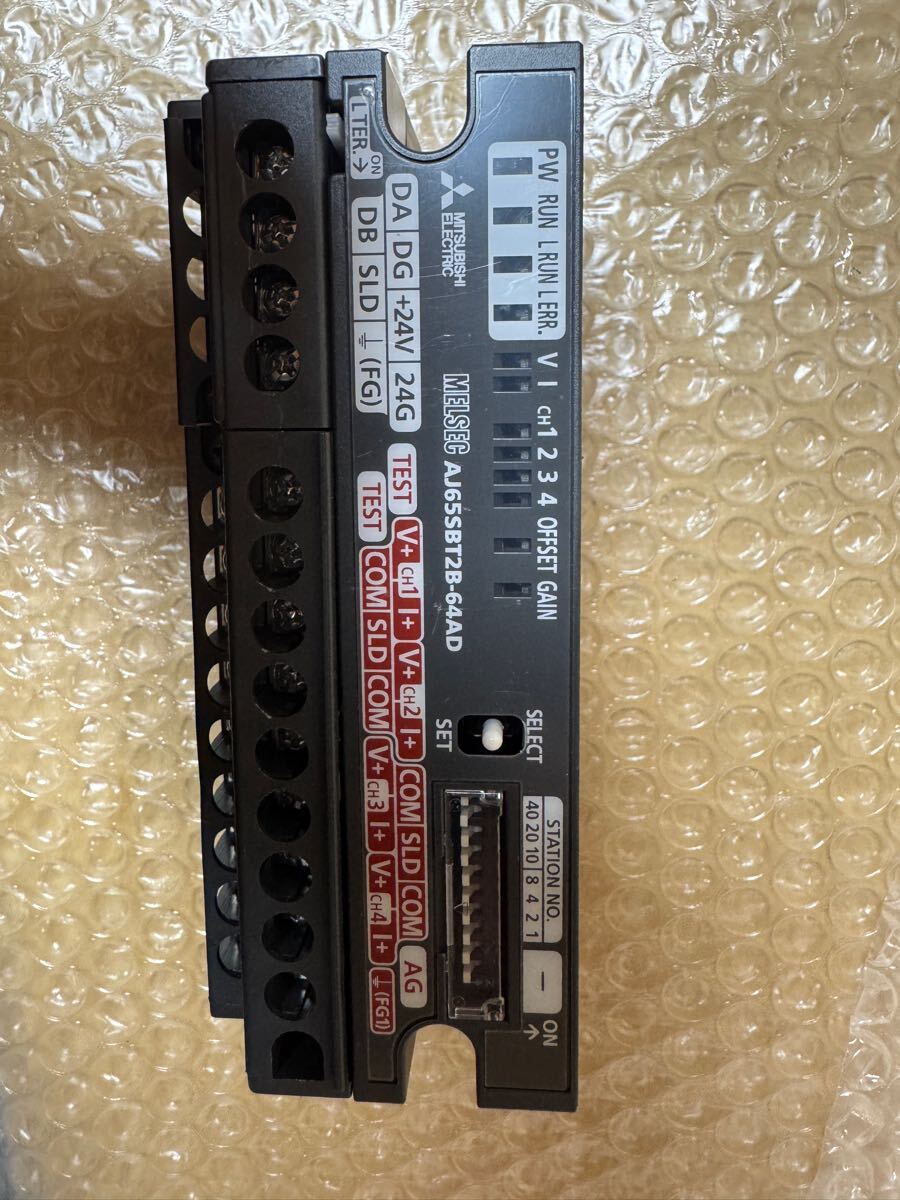 PW RUN L RUN L ERR. V I CH1 2 3 4 OFFSET GAIN
SELECT
SET
STATION NO.
40 20 10 8 4 2 1
—
ON
MITSUBISHI
ELECTRIC
MELSEC AJ65SBT2B-64AD
ON
L TER.
DA DG +24V 24G
DB SLD (FG)
TEST V+ CH1 I+ V+ CH2 I+ COM SLD COM AG
TEST COM SLD COM V+ CH3 I+ V+ CH4 I+ (FG1)